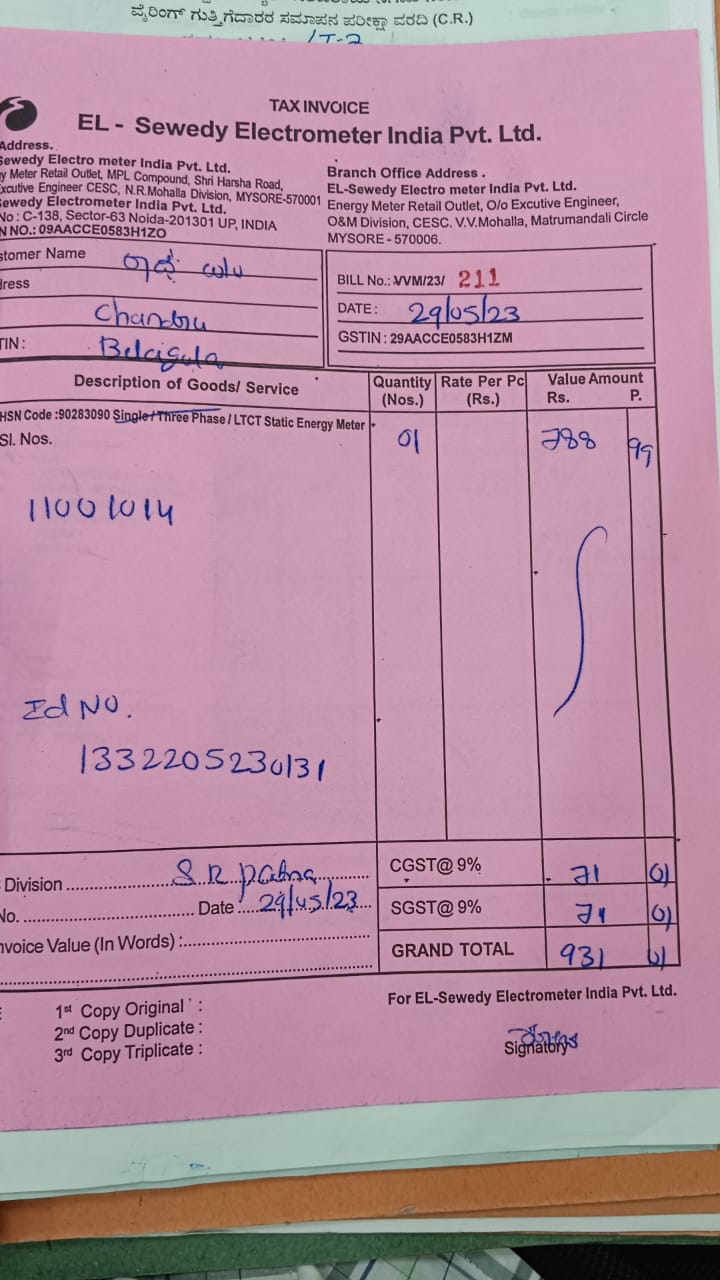 ವೈರಿಂಗ್ ಗುತ್ತಿಗೆದಾರರ ಸಮಾಪನ ಪರೀಕ್ಷಾ ವರದಿ (C.R.)
TAX INVOICE
EL - Sewedy Electrometer India Pvt. Ltd.
Address.
Sewedy Electro meter India Pvt. Ltd.
y Meter Retail Outlet, MPL Compound, Shri Harsha Road,
xcutive Engineer CESC, N.R.Mohalla Division, MYSORE-570001
ewedy Electrometer India Pvt. Ltd.
No : C-138, Sector-63 Noida-201301 UP, INDIA
N NO.: 09AACCE0583H1ZO
Branch Office Address .
EL-Sewedy Electro meter India Pvt. Ltd.
Energy Meter Retail Outlet, O/o Excutive Engineer,
O&M Division, CESC. V.V.Mohalla, Matrumandali Circle
MYSORE - 570006.
stomer Name
dress
Chandru
TIN :
Belagula
BILL No.: VVM/23/ 211
DATE : 29/05/23
GSTIN : 29AACCE0583H1ZM
Description of Goods/ Service
Quantity (Nos.)
Rate Per Pc (Rs.)
Value Amount
Rs. P.
HSN Code :90283090 Single / Three Phase / LTCT Static Energy Meter
Sl. Nos.
01 788 99
11001014
Id NO.
1332205230131
Division S R Patna
CGST@ 9% 71 01
No. Date 29/05/23
SGST@ 9% 71 01
nvoice Value (In Words) :
GRAND TOTAL 931 01
1st Copy Original :
2nd Copy Duplicate :
3rd Copy Triplicate :
For EL-Sewedy Electrometer India Pvt. Ltd.
Signatory